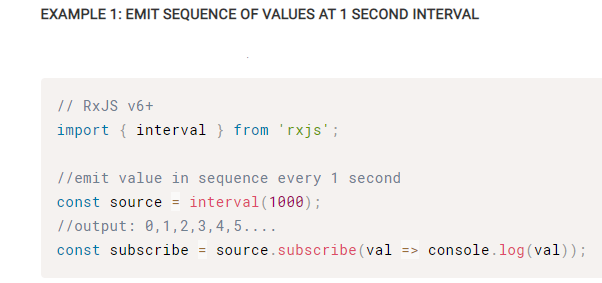 EXAMPLE 1: EMIT SEQUENCE OF VALUES AT 1 SECOND INTERVAL
// RxJS v6+
import { interval } from 'rxjs';
//emit value in sequence every 1 second
const source = interval(1000);
//output: 0,1,2,3,4,5....
const subscribe = source.subscribe(val => console.log(val));